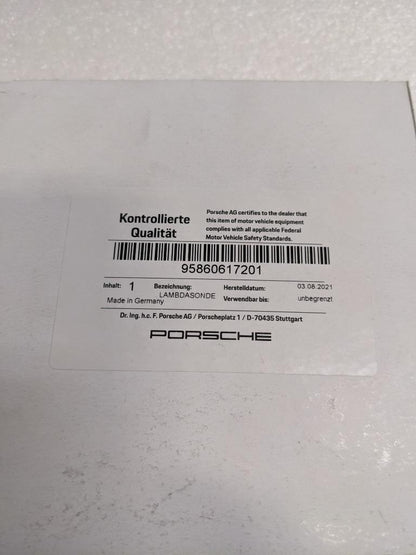 Kontrollierte
Qualität
Porsche AG certifies to the dealer that
this item of motor vehicle equipment
complies with all applicable Federal
Motor Vehicle Safety Standards.
95860617201
Inhalt: 1 Bezeichnung: Herstelldatum: 03.08.2021
LAMBDASONDE
Made in Germany Verwendbar bis: unbegrenzt
Dr. Ing. h.c. F. Porsche AG / Porscheplatz 1 / D-70435 Stuttgart
PORSCHE